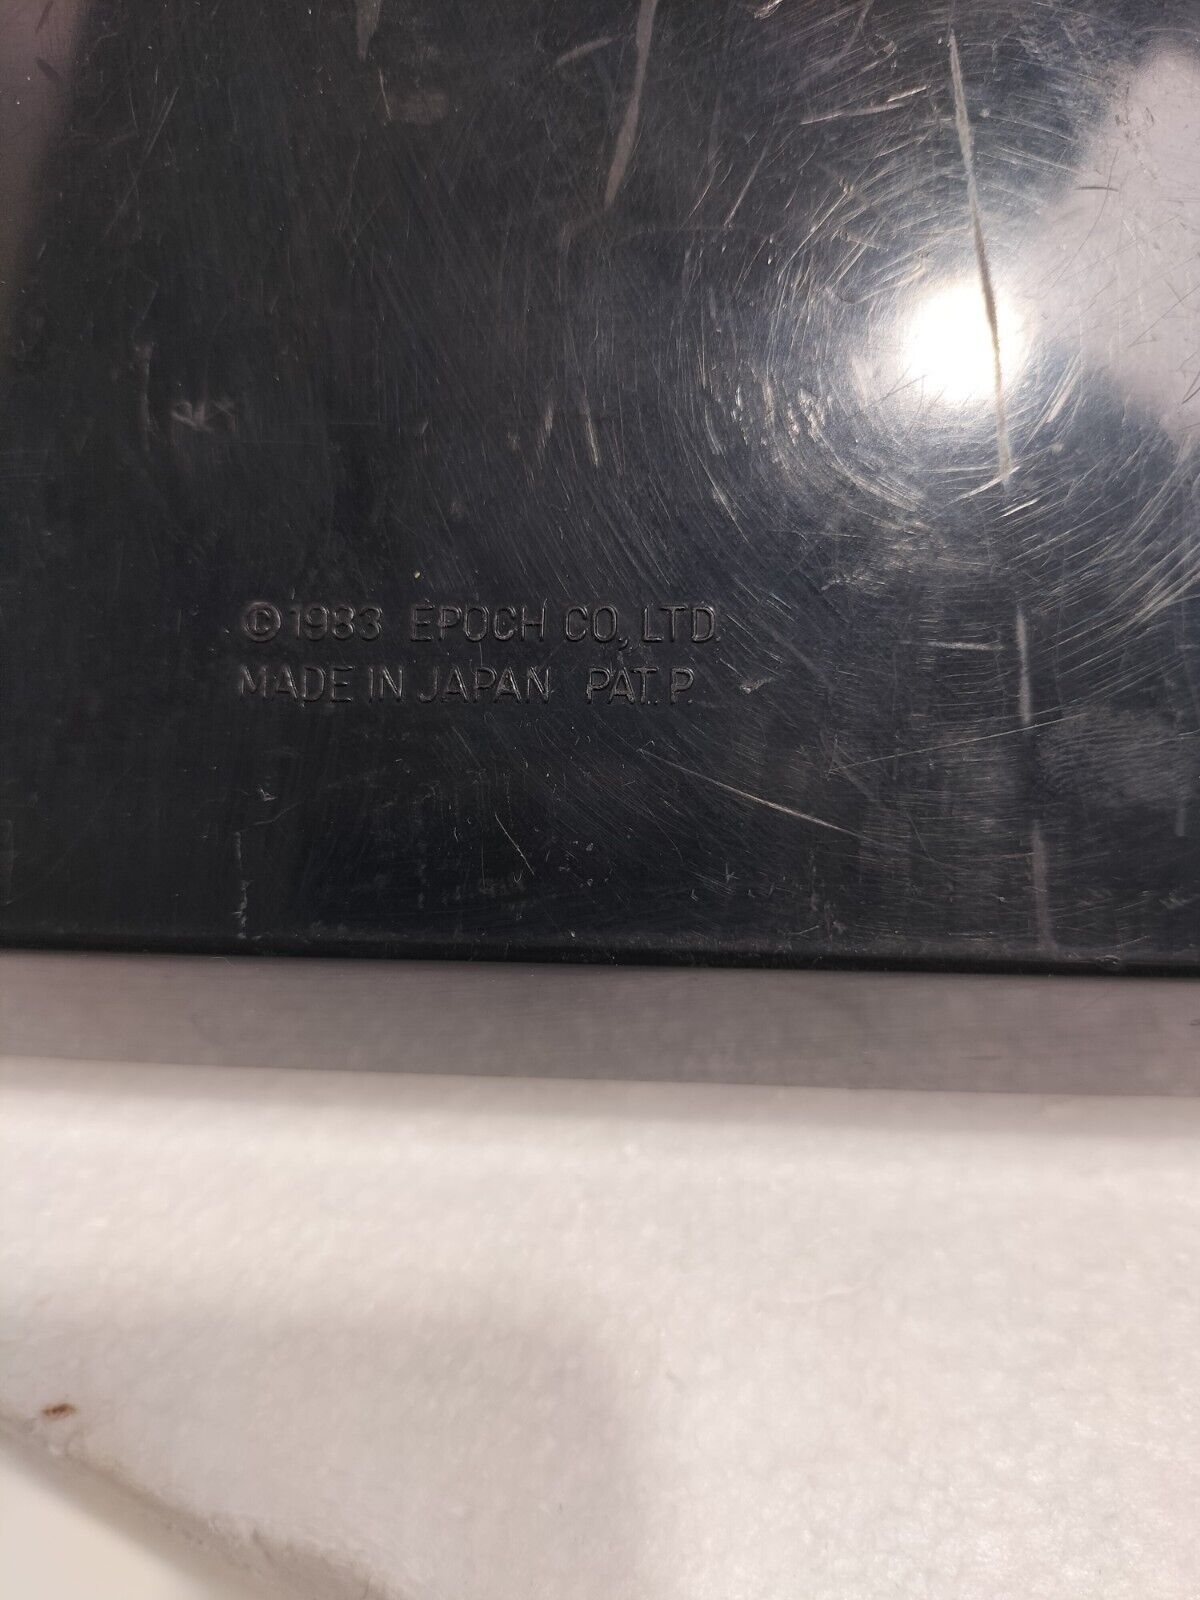 ©1983 EPOCH CO., LTD.
MADE IN JAPAN PAT. P.